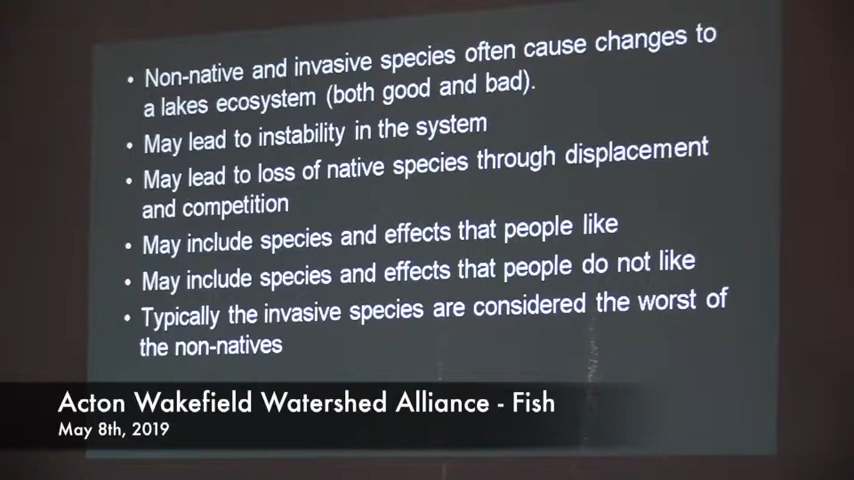 • Non-native and invasive species often cause changes to
a lakes ecosystem (both good and bad).
• May lead to instability in the system
• May lead to loss of native species through displacement
and competition
• May include species and effects that people like
• May include species and effects that people do not like
• Typically the invasive species are considered the worst of
the non-natives
Acton Wakefield Watershed Alliance - Fish
May 8th, 2019